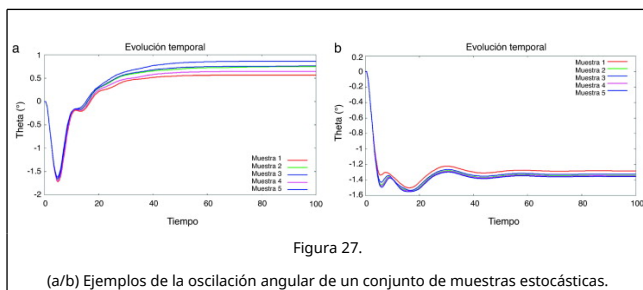 a
Evolución temporal
1
0.5
0
-0.5
-1
-1.5
-2
Theta (°)
0
20
40
60
80
100
Tiempo
Muestra 1
Muestra 2
Muestra 3
Muestra 4
Muestra 5
b
Evolución temporal
0.2
0
-0.2
-0.4
-0.6
-0.8
-1
-1.2
-1.4
-1.6
Theta (°)
0
20
40
60
80
100
Tiempo
Muestra 1
Muestra 2
Muestra 3
Muestra 4
Muestra 5
Figura 27.
(a/b) Ejemplos de la oscilación angular de un conjunto de muestras estocásticas.